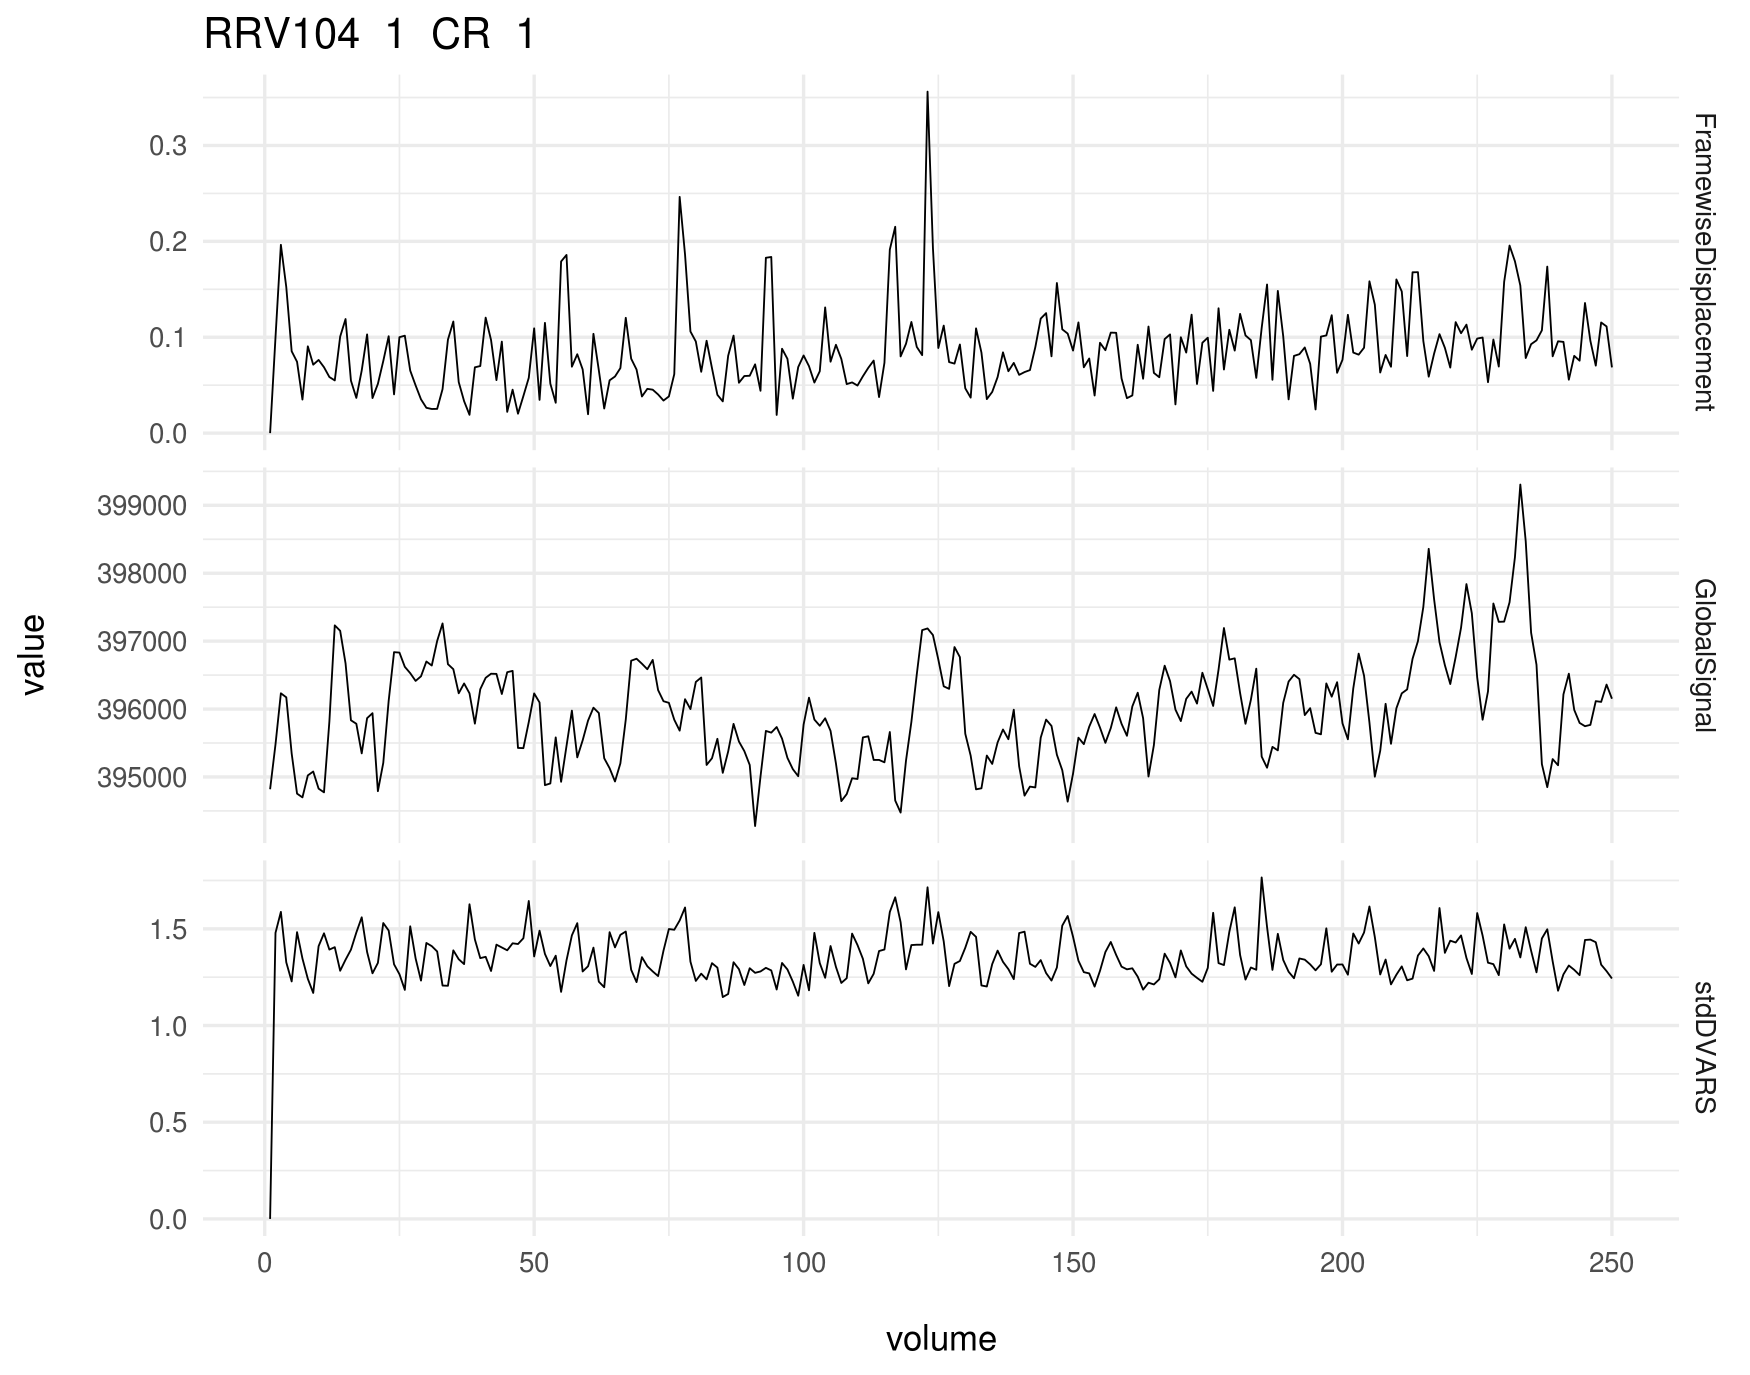 RRV104 1 CR 1
0.3
0.2
0.1
0.0
FramewiseDisplacement
399000
398000
397000
396000
395000
GlobalSignal
value
1.5
1.0
0.5
0.0
stdDVARS
0 50 100 150 200 250
volume